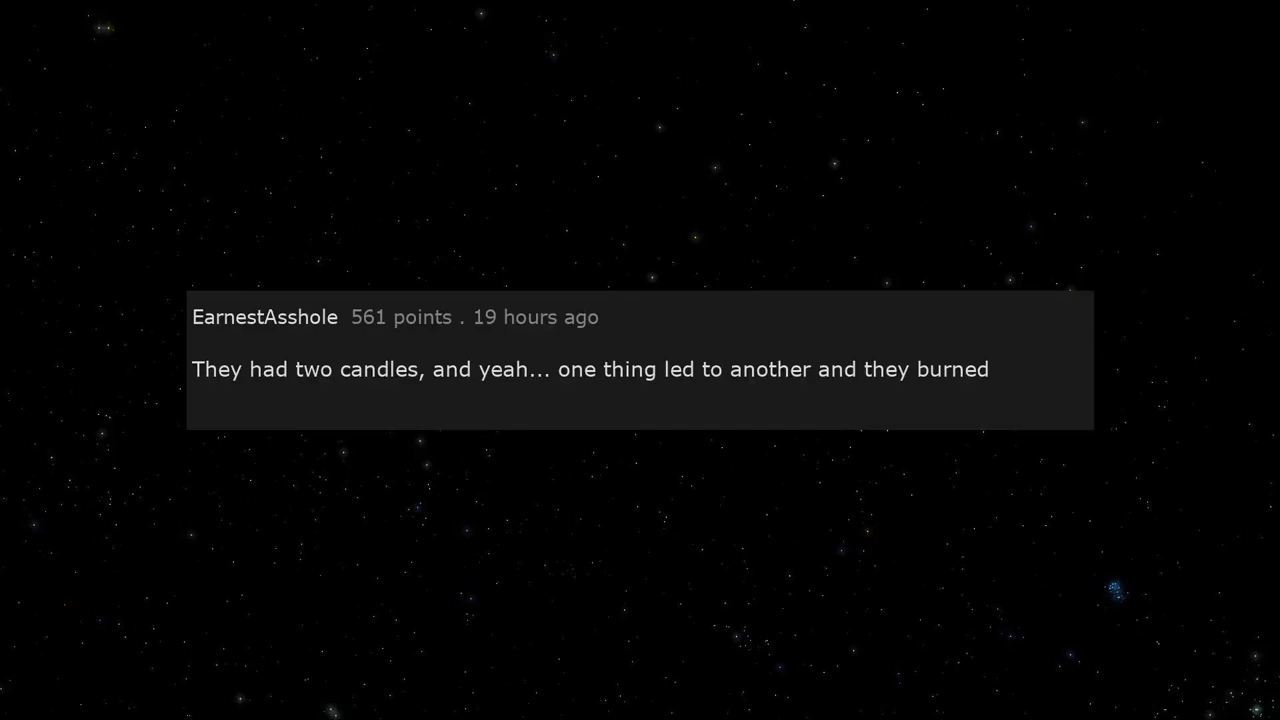 EarnestAsshole 561 points . 19 hours ago
They had two candles, and yeah... one thing led to another and they burned